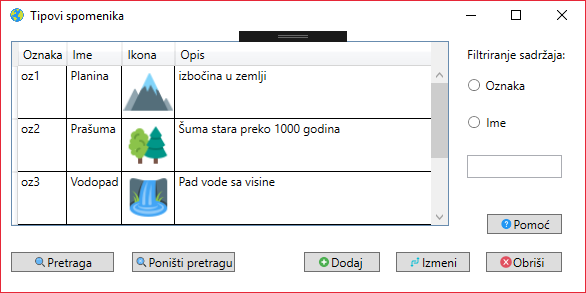 Tipovi spomenika
Oznaka Ime Ikona Opis
oz1 Planina izbočina u zemlji
oz2 Prašuma Šuma stara preko 1000 godina
oz3 Vodopad Pad vode sa visine
Filtriranje sadržaja:
Oznaka
Ime
Pomoć
Pretraga Poništi pretragu Dodaj Izmeni Obriši